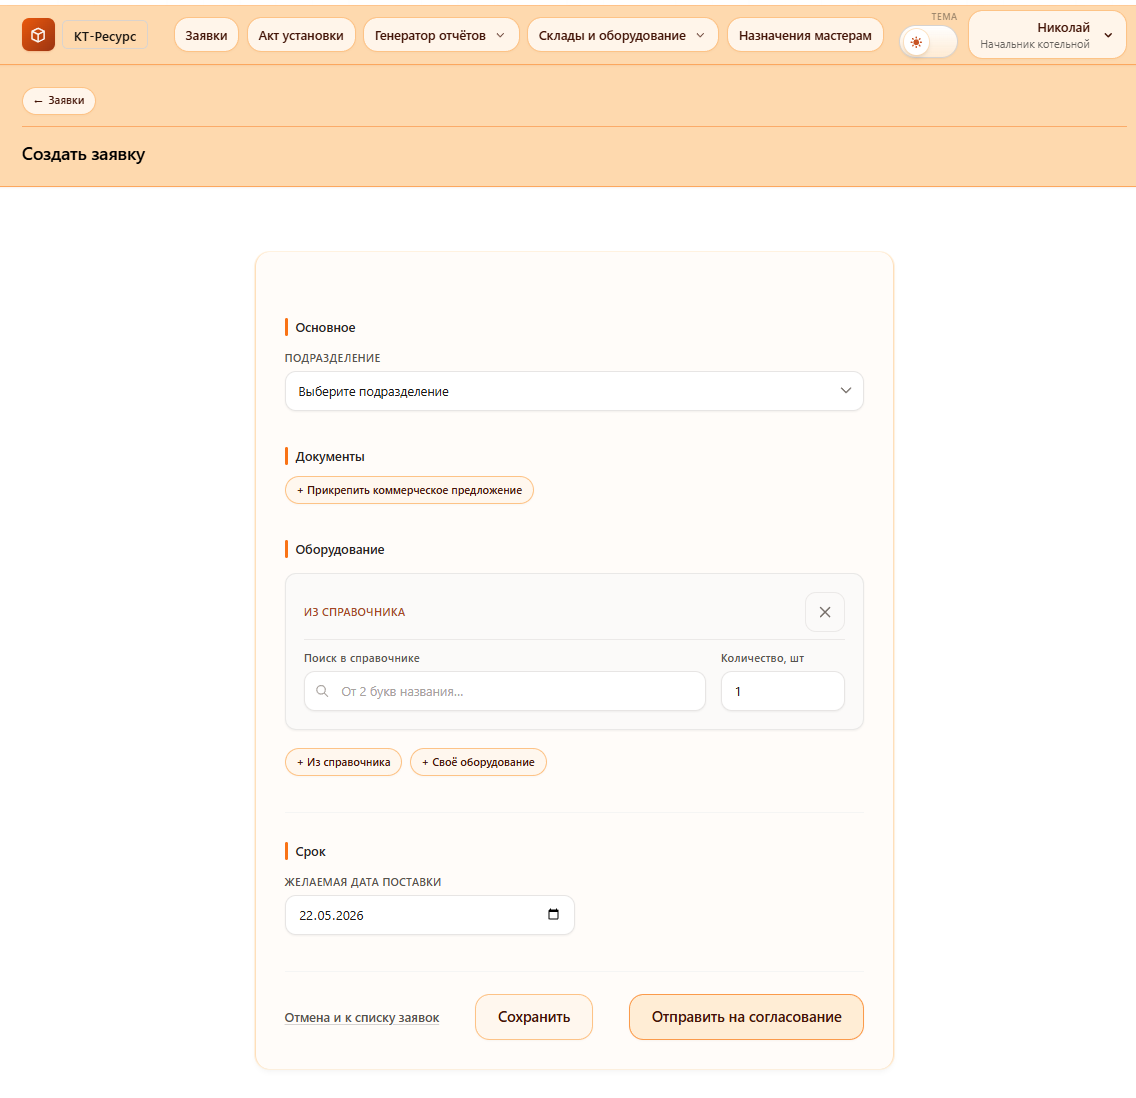 КТ-Ресурс
Заявки
Акт установки
Генератор отчётов
Склады и оборудование
Назначения мастерам
ТЕМА
Николай
Начальник котельной
← Заявки
Создать заявку
Основное
ПОДРАЗДЕЛЕНИЕ
Выберите подразделение
Документы
+ Прикрепить коммерческое предложение
Оборудование
ИЗ СПРАВОЧНИКА
Поиск в справочнике
Количество, шт
От 2 букв названия...
1
+ Из справочника
+ Своё оборудование
Срок
ЖЕЛАЕМАЯ ДАТА ПОСТАВКИ
22.05.2026
Отмена и к списку заявок
Сохранить
Отправить на согласование